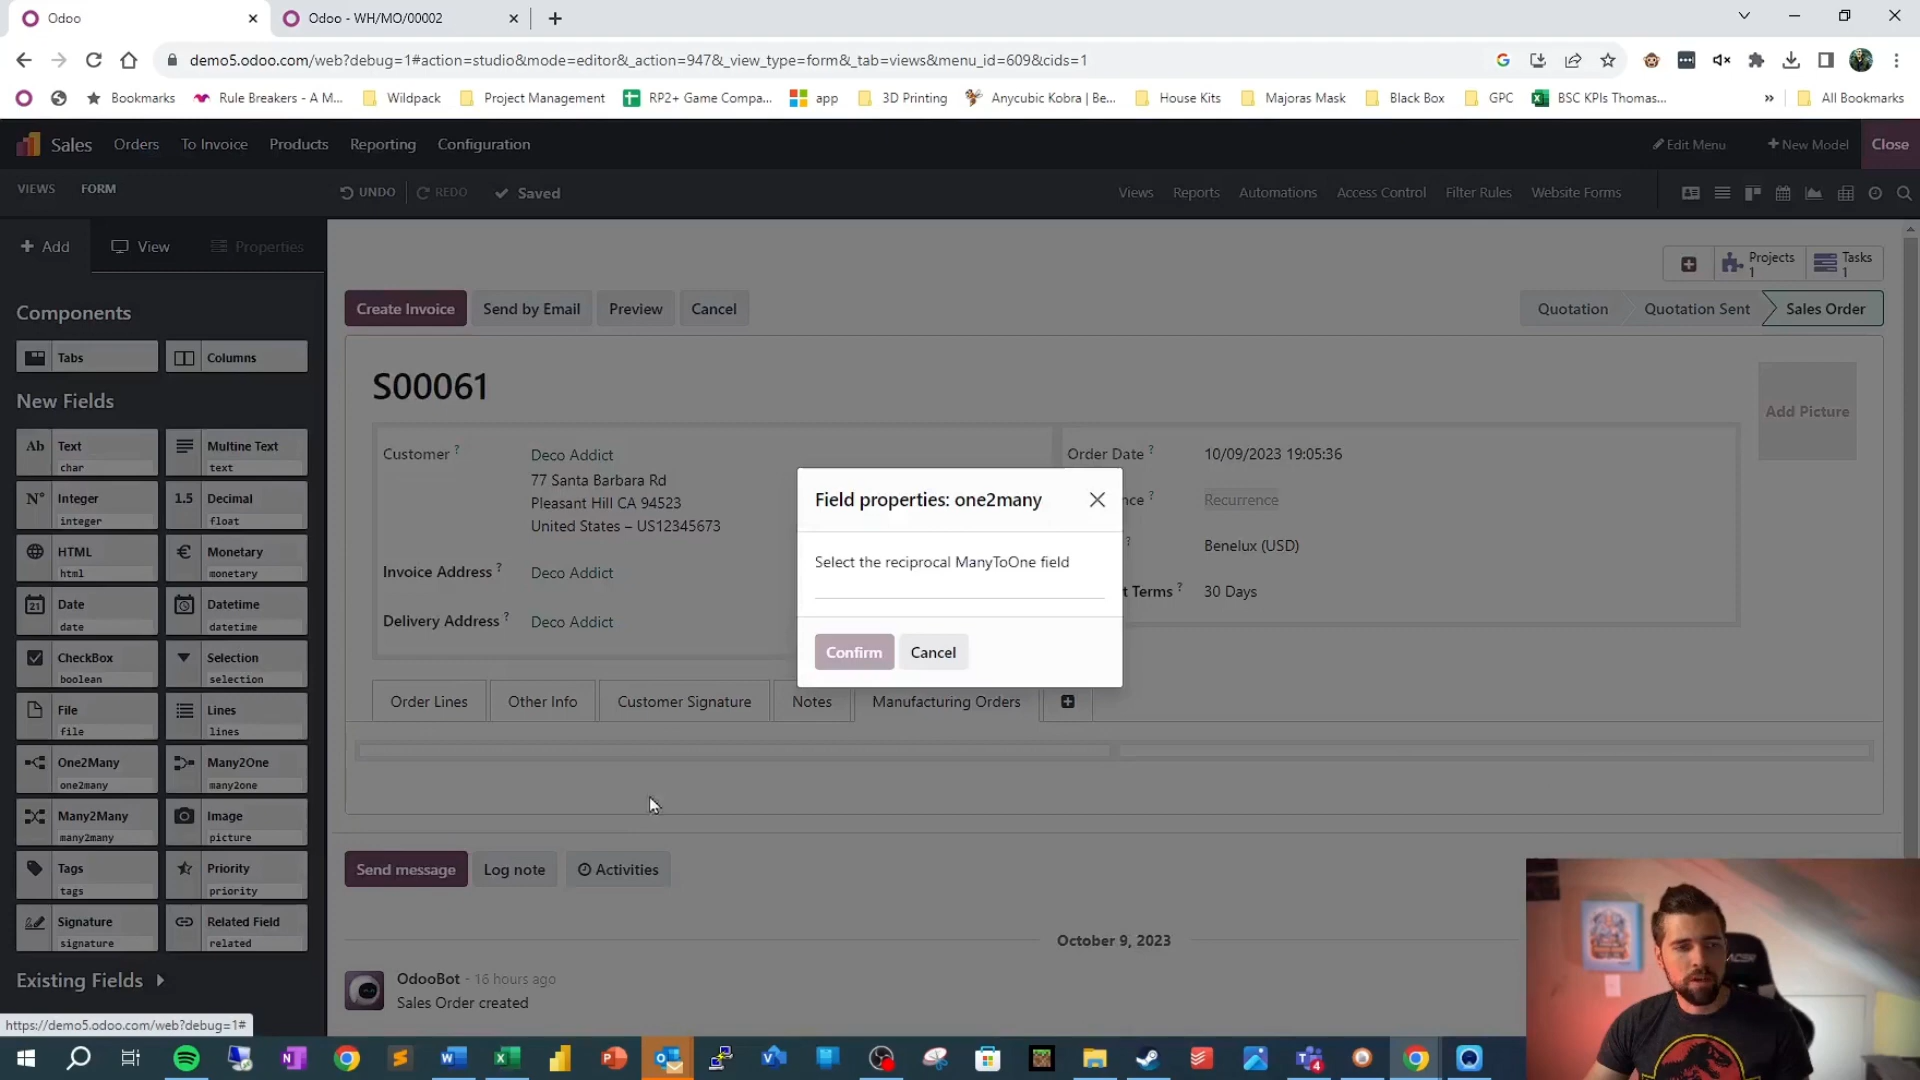 Odoo
Odoo - WH/MO/00002
demo5.odoo.com/web?debug=1#action=studio&mode=editor&_action=947&_view_type=form&_tab=views&menu_id=609&cids=1
Bookmarks
Rule Breakers - A M...
Wildpack
Project Management
RP2+ Game Compa...
app
3D Printing
Anycubic Kobra | Be...
House Kits
Majoras Mask
Black Box
GPC
BSC KPIs Thomas...
»
All Bookmarks
Sales
Orders
To Invoice
Products
Reporting
Configuration
Edit Menu
+ New Model
Close
VIEWS
FORM
UNDO
REDO
Saved
Views
Reports
Automations
Access Control
Filter Rules
Website Forms
+ Add
View
Properties
Projects
1
Tasks
1
Components
Tabs
Columns
Create Invoice
Send by Email
Preview
Cancel
Quotation
Quotation Sent
Sales Order
New Fields
Ab Text
char
Multine Text
text
N° Integer
integer
1.5 Decimal
float
HTML
html
€ Monetary
monetary
21 Date
date
Datetime
datetime
CheckBox
boolean
Selection
selection
File
file
Lines
lines
One2Many
one2many
Many2One
many2one
Many2Many
many2many
Image
picture
Tags
tags
Priority
priority
Signature
signature
Related Field
related
Existing Fields
S00061
Add Picture
Customer ?
Deco Addict
77 Santa Barbara Rd
Pleasant Hill CA 94523
United States – US12345673
Invoice Address ?
Deco Addict
Delivery Address ?
Deco Addict
Order Date ?
10/09/2023 19:05:36
nce ?
Recurrence
?
Benelux (USD)
t Terms ?
30 Days
Field properties: one2many
Select the reciprocal ManyToOne field
Confirm
Cancel
Order Lines
Other Info
Customer Signature
Notes
Manufacturing Orders
Send message
Log note
Activities
October 9, 2023
OdooBot - 16 hours ago
Sales Order created
https://demo5.odoo.com/web?debug=1#
4
ACER